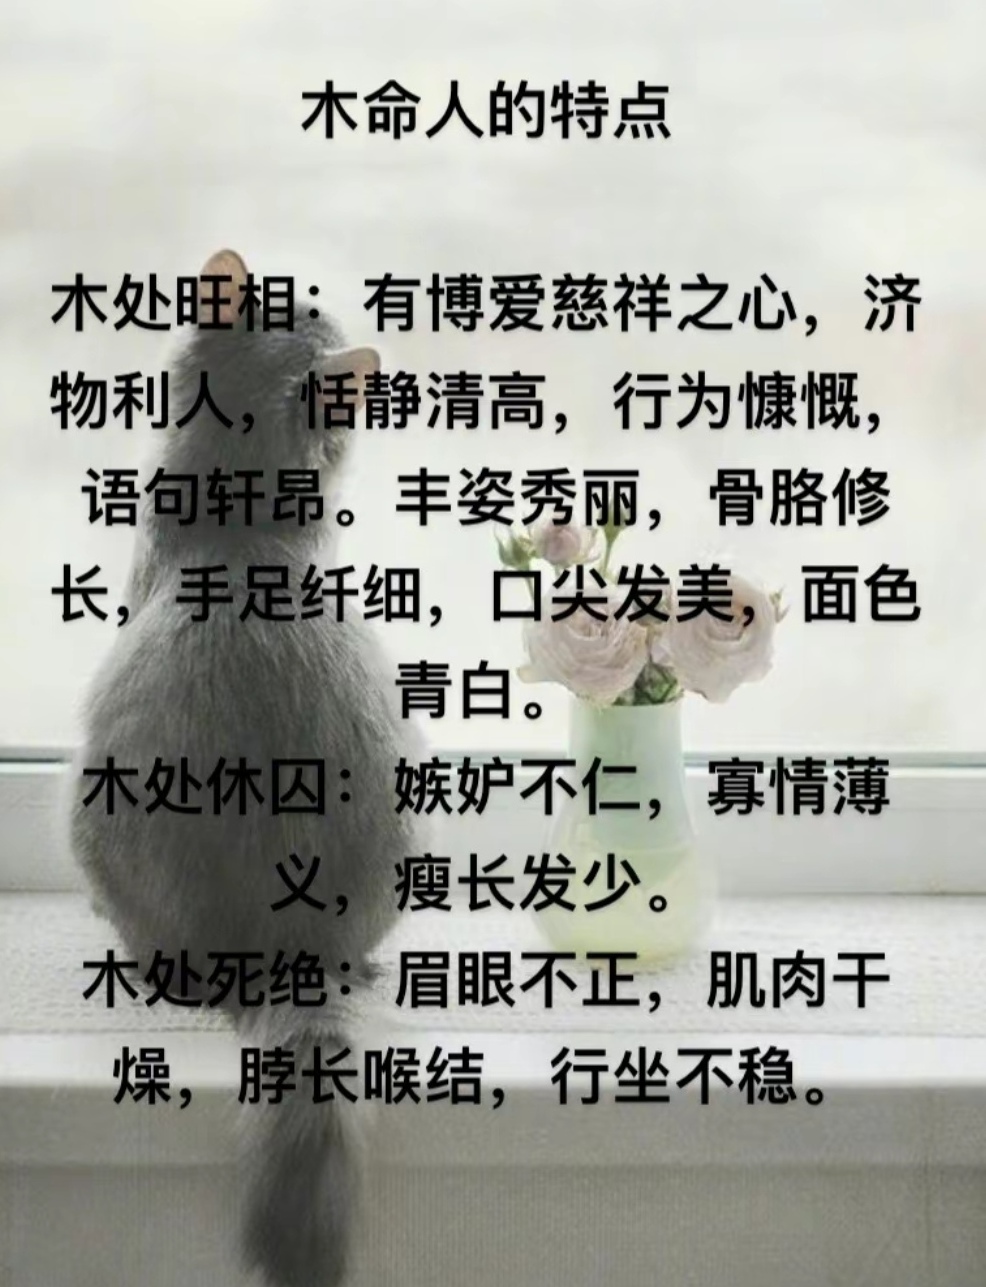 木命人的特点
木处旺相：有博爱慈祥之心，济
物利人，恬静清高，行为慷慨，
语句轩昂。丰姿秀丽，骨胳修
长，手足纤细，口尖发美，面色
青白。
木处休囚：嫉妒不仁，寡情薄
义，瘦长发少。
木处死绝：眉眼不正，肌肉干
燥，脖长喉结，行坐不稳。